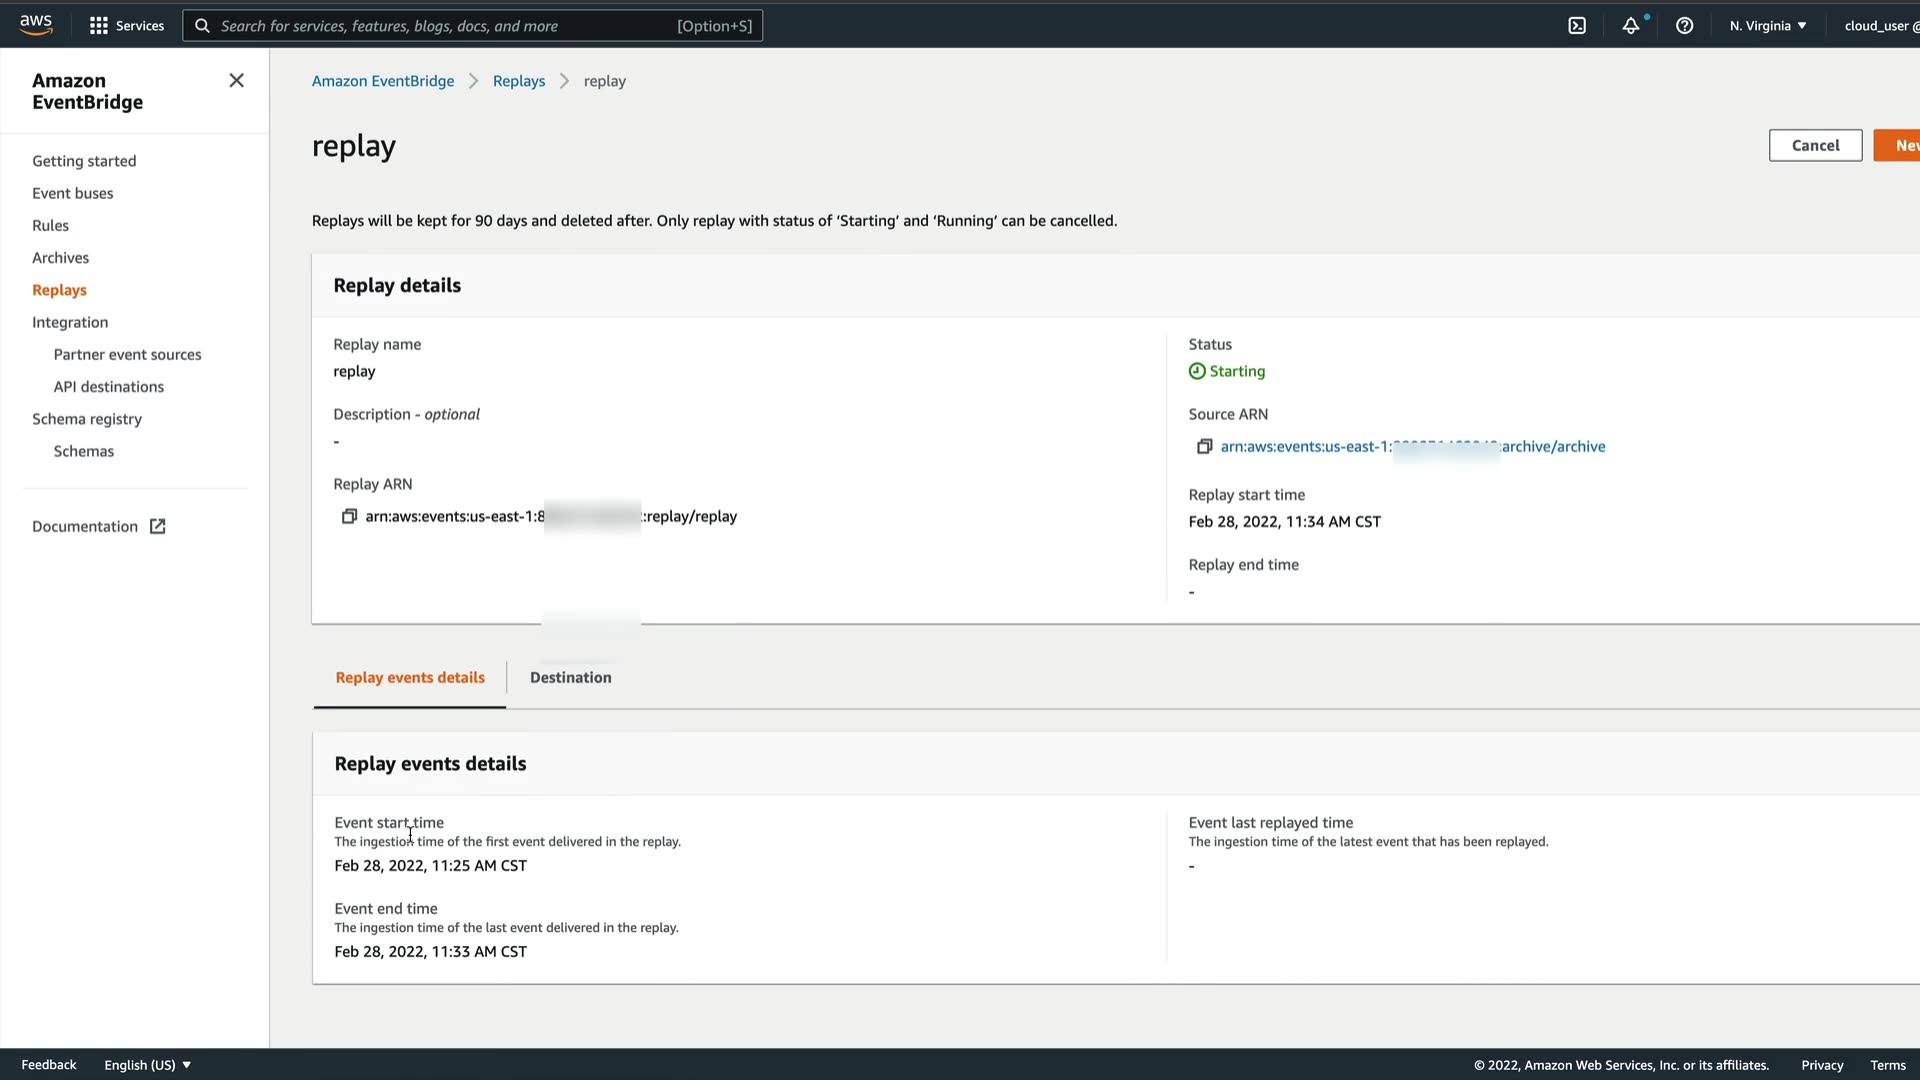 aws
Services
Search for services, features, blogs, docs, and more
[Option+S]
N. Virginia
cloud_user @
Amazon
EventBridge
Getting started
Event buses
Rules
Archives
Replays
Integration
Partner event sources
API destinations
Schema registry
Schemas
Documentation
Amazon EventBridge
Replays
replay
replay
Cancel
Replays will be kept for 90 days and deleted after. Only replay with status of ‘Starting’ and ‘Running’ can be cancelled.
Replay details
Replay name
replay
Description - optional
-
Replay ARN
arn:aws:events:us-east-1:8 :replay/replay
Status
Starting
Source ARN
arn:aws:events:us-east-1: :archive/archive
Replay start time
Feb 28, 2022, 11:34 AM CST
Replay end time
-
Replay events details
Destination
Replay events details
Event start time
The ingestion time of the first event delivered in the replay.
Feb 28, 2022, 11:25 AM CST
Event end time
The ingestion time of the last event delivered in the replay.
Feb 28, 2022, 11:33 AM CST
Event last replayed time
The ingestion time of the latest event that has been replayed.
-
Feedback
English (US)
© 2022, Amazon Web Services, Inc. or its affiliates.
Privacy
Terms